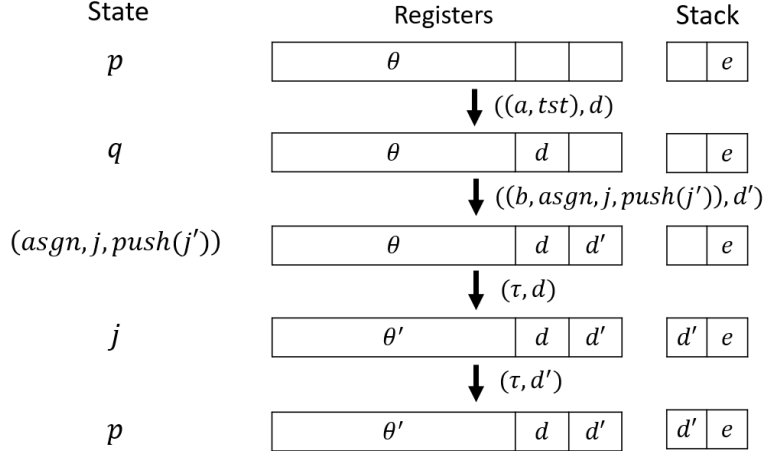 State Registers Stack
p θ e
((a, tst), d)
q θ d e
((b, asgn, j, push(j′)), d′)
(asgn, j, push(j′)) θ d d′ e
(τ, d)
j θ′ d d′ d′ e
(τ, d′)
p θ′ d d′ d′ e